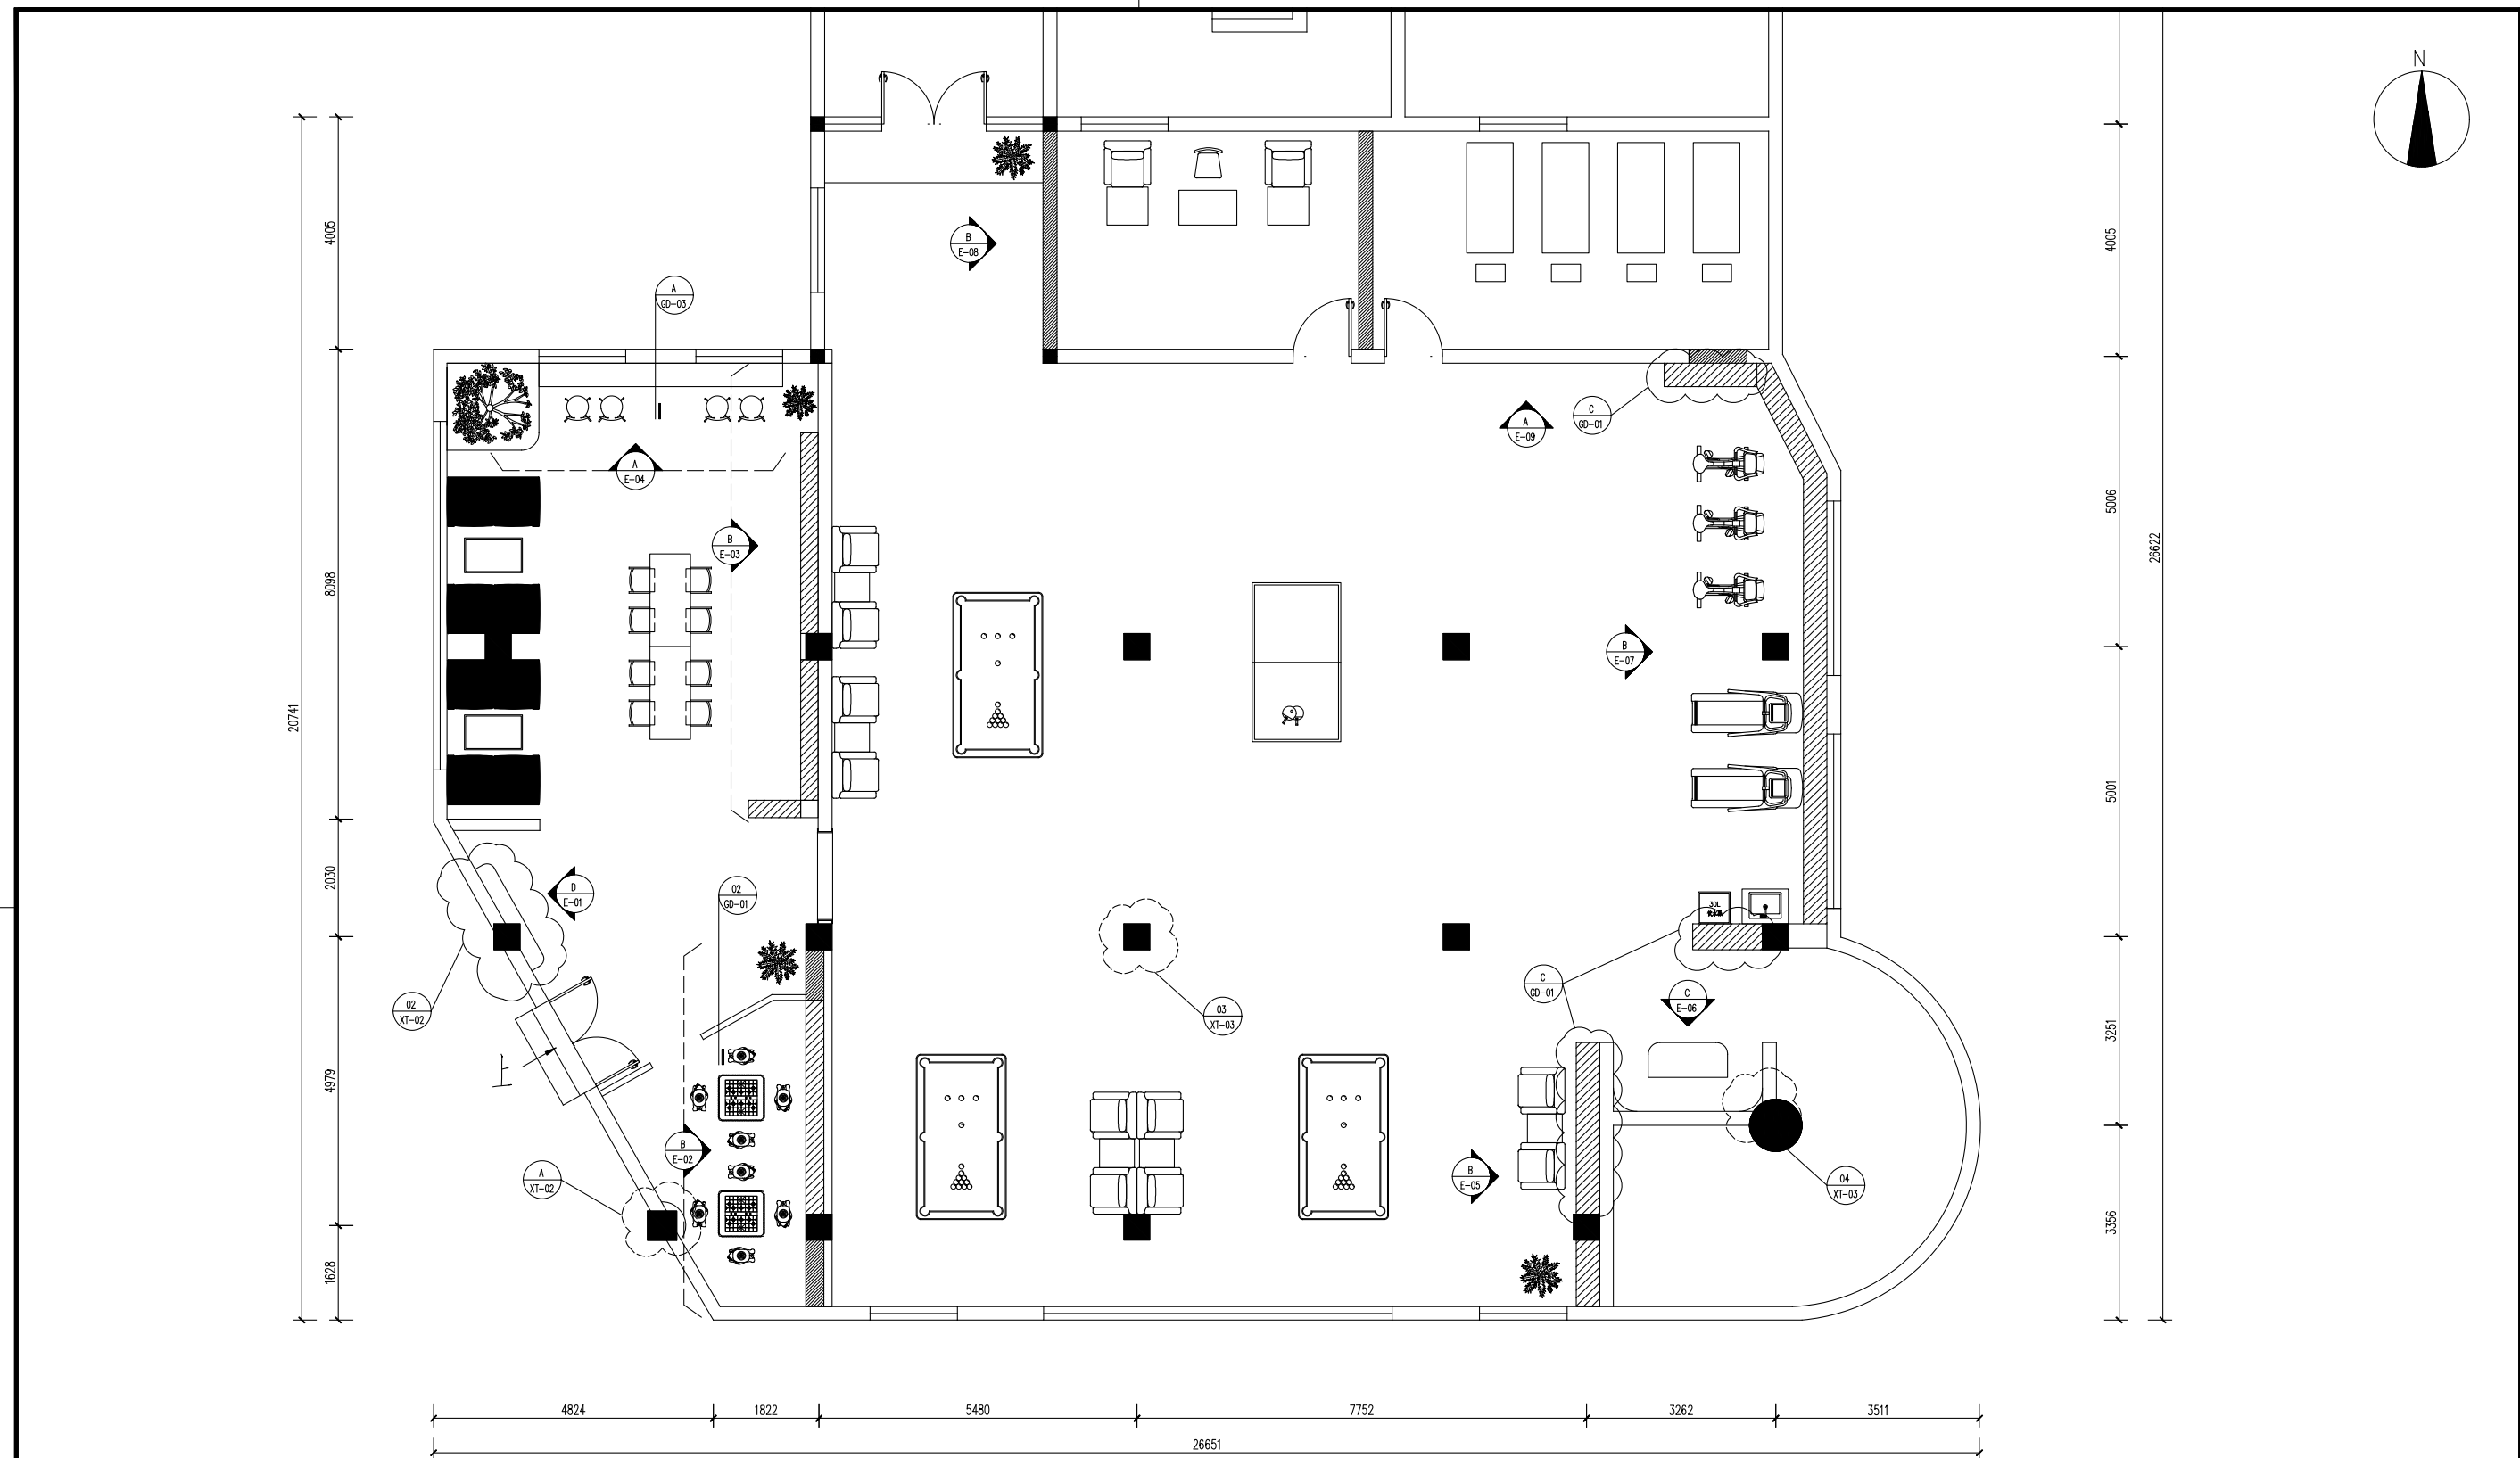 N
4005
4005
B
E-08
A
GD-03
A
E-09
C
GD-01
A
E-04
5006
B
E-03
26622
8098
B
E-07
20741
5001
2030
D
E-01
02
GD-01
30L
C
GD-01
C
E-06
02
XT-02
03
XT-03
3251
上
4979
B
E-02
A
XT-02
B
E-05
04
XT-03
3356
1628
4824
1822
5480
7752
3262
3511
26651